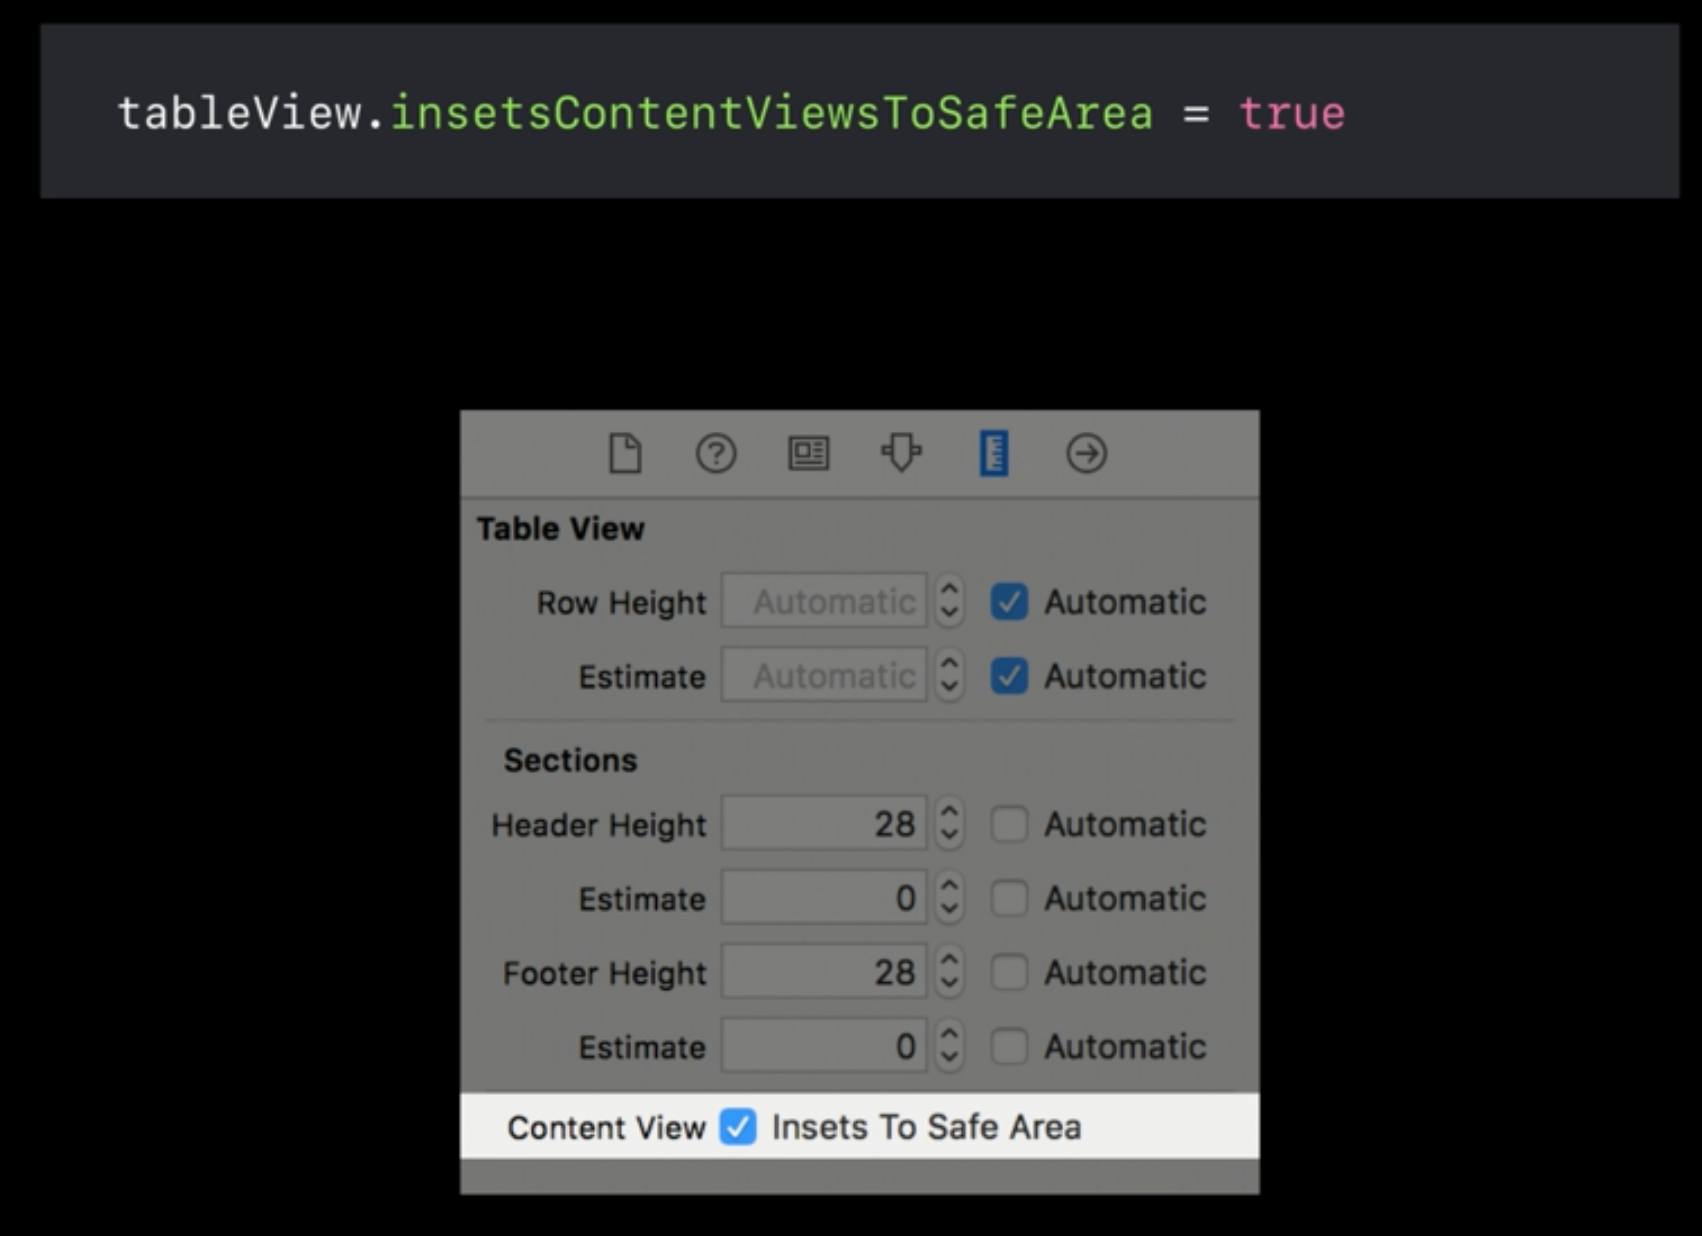 tableView.insetsContentViewsToSafeArea = true
Table View
Row Height Automatic Automatic
Estimate Automatic Automatic
Sections
Header Height 28 Automatic
Estimate 0 Automatic
Footer Height 28 Automatic
Estimate 0 Automatic
Content View Insets To Safe Area